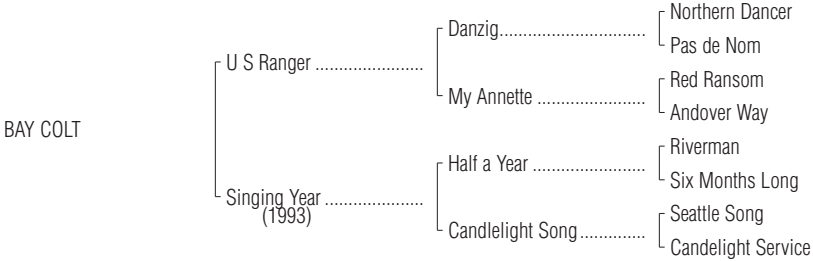 Northern Dancer
Danzig..............................
Pas de Nom
U S Ranger .......................
Red Ransom
My Annette .......................
Andover Way
BAY COLT
Riverman
Half a Year ........................
Six Months Long
Singing Year .....................
(1993)
Seattle Song
Candlelight Song..............
Candelight Service